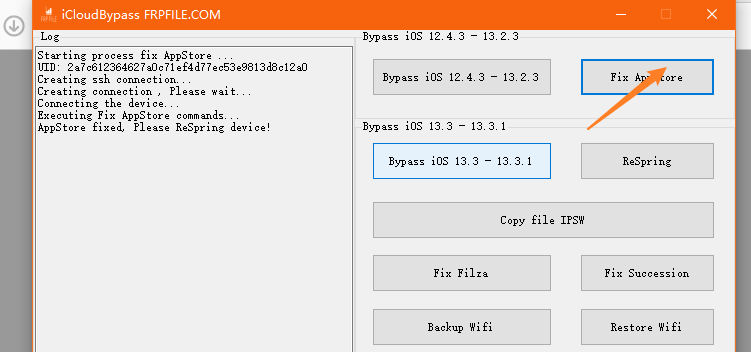 iCloudBypass FRPFILE.COM
Log
Starting process fix AppStore ...
UID: 2a7c612364627a0c71ef4d77ec53e9813d8c12a0
Creating ssh connection...
Creating connection , Please wait...
Connecting the device...
Executing Fix AppStore commands...
AppStore fixed, Please ReSpring device!
Bypass iOS 12.4.3 - 13.2.3
Bypass iOS 12.4.3 - 13.2.3
Fix AppStore
Bypass iOS 13.3 - 13.3.1
Bypass iOS 13.3 - 13.3.1
ReSpring
Copy file IPSW
Fix Filza
Fix Succession
Backup Wifi
Restore Wifi